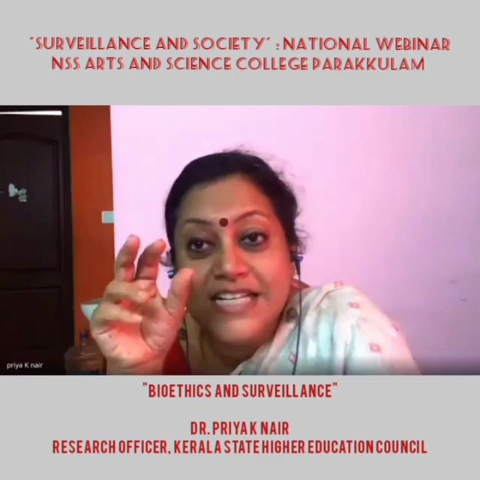 "SURVEILLANCE AND SOCIETY" : NATIONAL WEBINAR
NSS ARTS AND SCIENCE COLLEGE PARAKKULAM
priya K nair
"BIOETHICS AND SURVEILLANCE"
DR. PRIYA K NAIR
RESEARCH OFFICER, KERALA STATE HIGHER EDUCATION COUNCIL